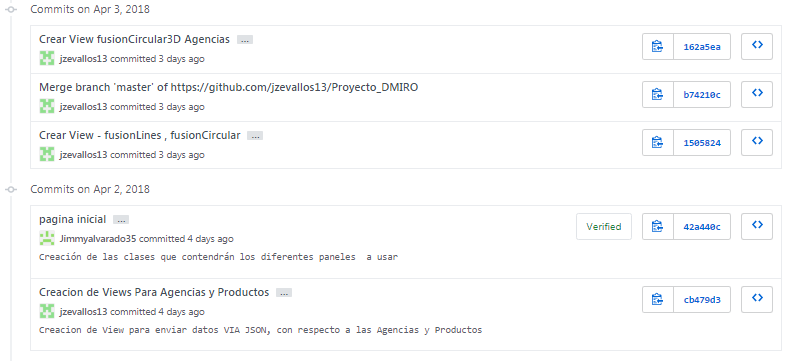 Commits on Apr 3, 2018
Crear View fusionCircular3D Agencias ...
jzevallos13 committed 3 days ago
162a5ea
Merge branch 'master' of https://github.com/jzevallos13/Proyecto_DMIRO
jzevallos13 committed 3 days ago
b74210c
Crear View - fusionLines , fusionCircular ...
jzevallos13 committed 3 days ago
1505824
Commits on Apr 2, 2018
pagina inicial ...
Jimmyalvarado35 committed 4 days ago
Verified
42a440c
Creación de las clases que contendrán los diferentes paneles  a usar
Creacion de Views Para Agencias y Productos ...
jzevallos13 committed 4 days ago
cb479d3
Creacion de View para enviar datos VIA JSON, con respecto a las Agencias y Productos